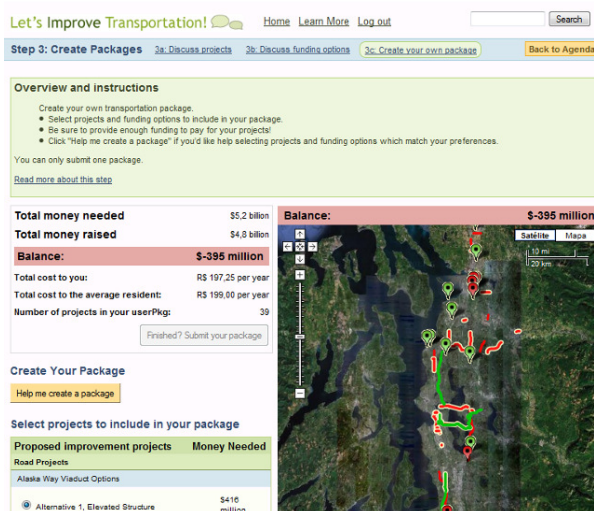 Let's Improve Transportation!
Home Learn More Log out
Search
Step 3: Create Packages 3a: Discuss projects 3b: Discuss funding options 3c: Create your own package Back to Agenda
Overview and instructions
Create your own transportation package.
Select projects and funding options to include in your package.
Be sure to provide enough funding to pay for your projects!
Click "Help me create a package" if you'd like help selecting projects and funding options which match your preferences.
You can only submit one package.
Read more about this step
Total money needed $5,2 billion
Total money raised $4,8 billion
Balance: $-395 million
Total cost to you: R$ 197,25 per year
Total cost to the average resident: R$ 199,00 per year
Number of projects in your userPkg: 39
Finished? Submit your package
Balance: $-395 million
Satélite Mapa
10 mi
20 km
Create Your Package
Help me create a package
Select projects to include in your package
Proposed improvement projects Money Needed
Road Projects
Alaska Way Viaduct Options
Alternative 1, Elevated Structure $416
million